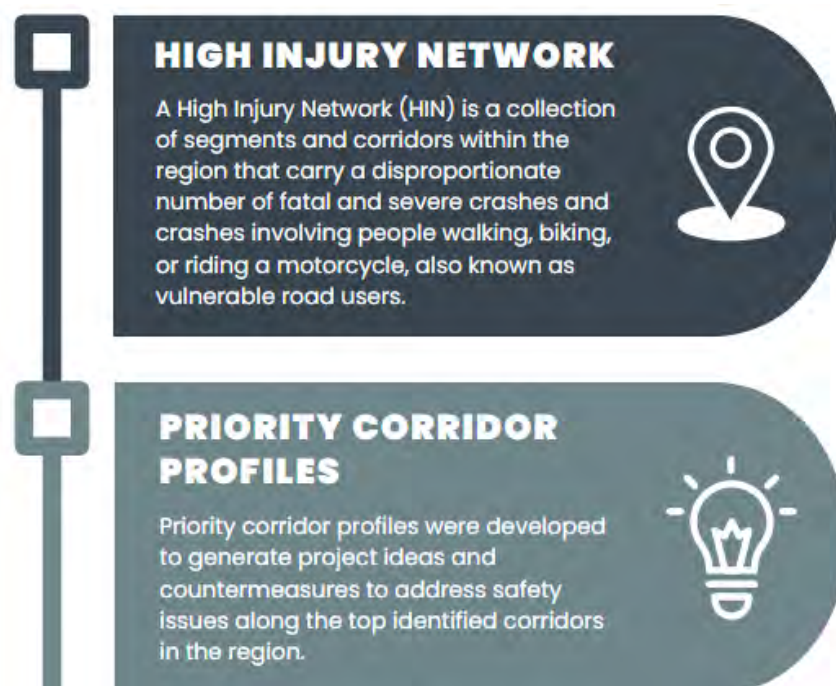 HIGH INJURY NETWORK
A High Injury Network (HIN) is a collection
of segments and corridors within the
region that carry a disproportionate
number of fatal and severe crashes and
crashes involving people walking, biking,
or riding a motorcycle, also known as
vulnerable road users.
PRIORITY CORRIDOR
PROFILES
Priority corridor profiles were developed
to generate project ideas and
countermeasures to address safety
issues along the top identified corridors
in the region.